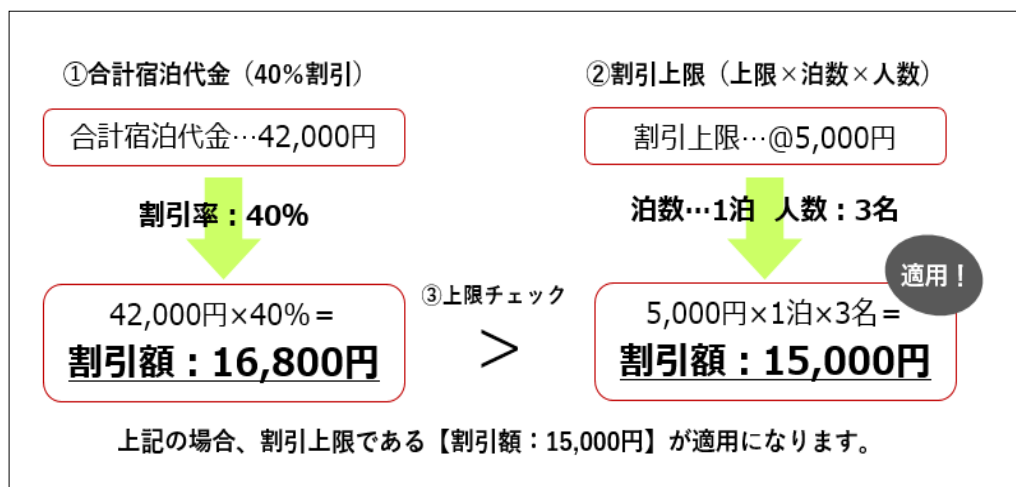 ①合計宿泊代金（40％割引）
合計宿泊代金…42,000円
割引率：40％
42,000円×40％＝
割引額：16,800円
③上限チェック
＞
②割引上限（上限×泊数×人数）
割引上限…@5,000円
泊数…1泊 人数：3名
適用！
5,000円×1泊×3名＝
割引額：15,000円
上記の場合、割引上限である【割引額：15,000円】が適用になります。